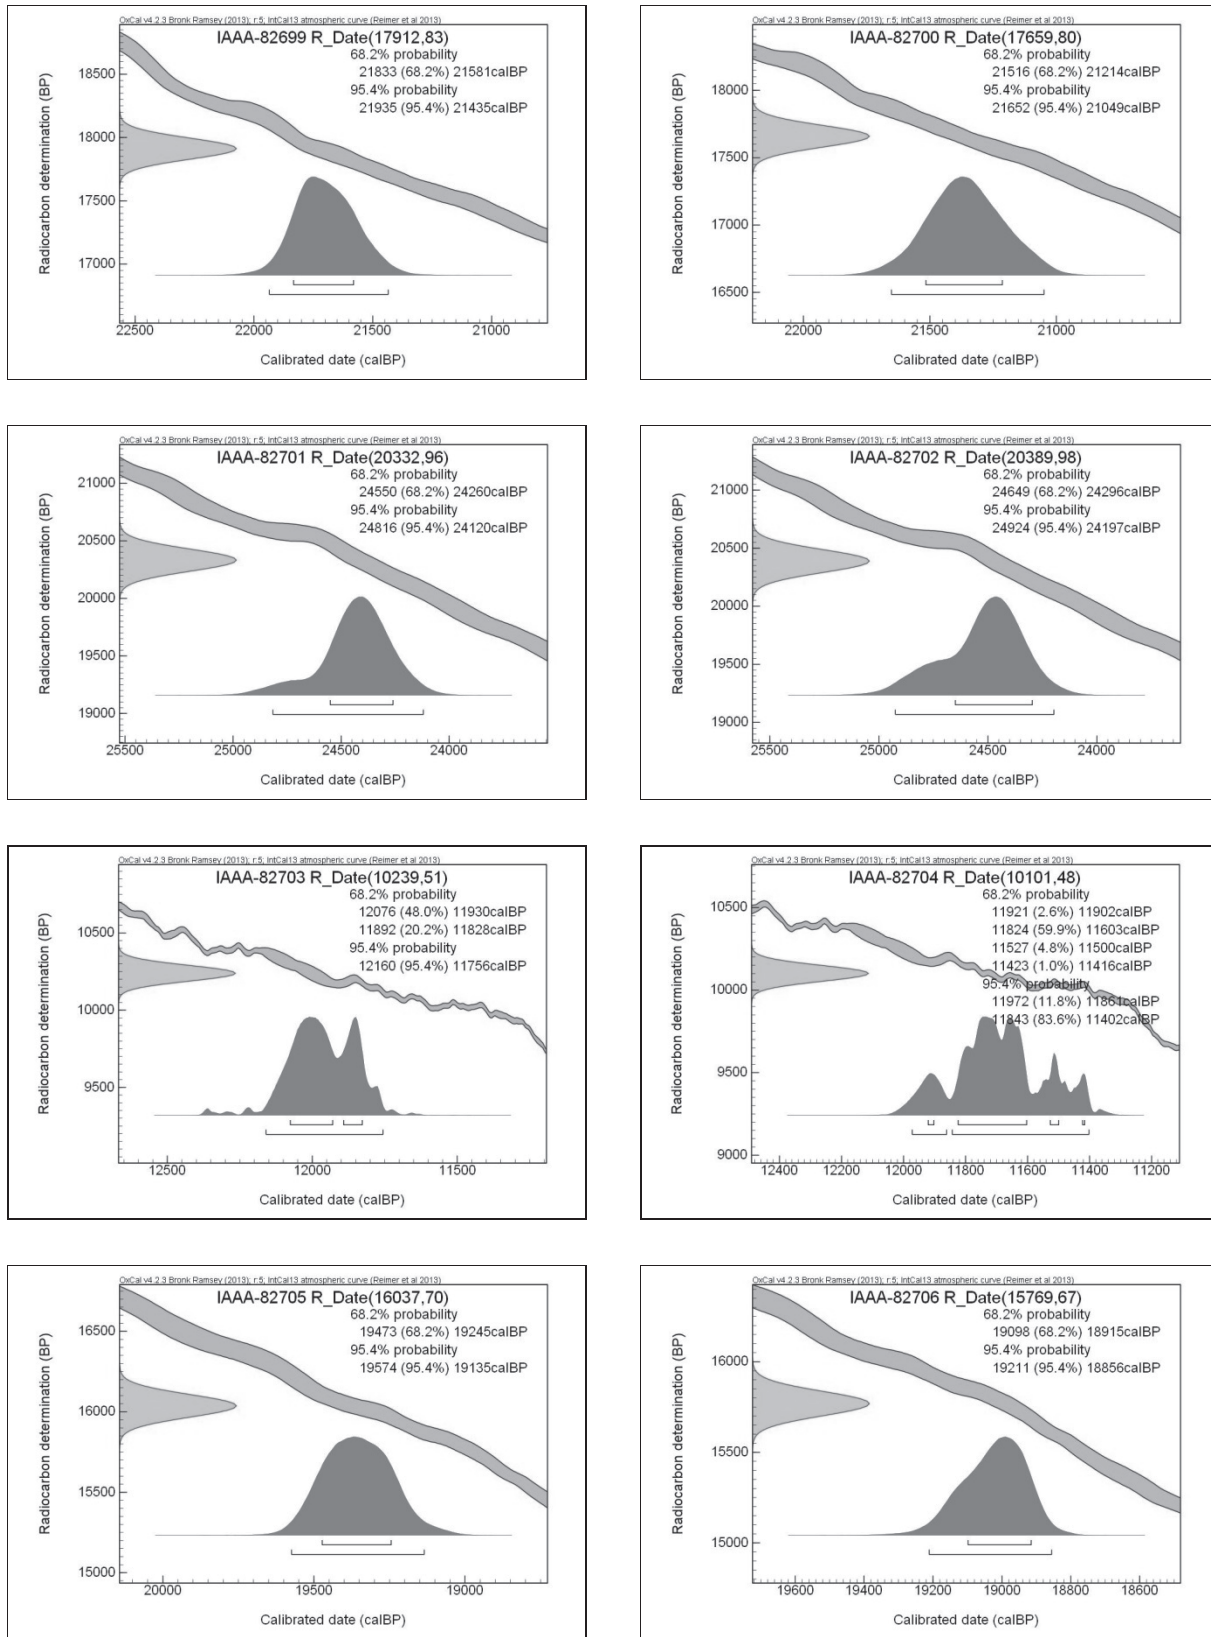 OxCal v4.2.3 Bronk Ramsey (2013); r:5; IntCal13 atmospheric curve (Reimer et al 2013)
IAAA-82699 R_Date(17912,83)
68.2% probability
21833 (68.2%) 21581calBP
95.4% probability
21935 (95.4%) 21435calBP
Radiocarbon determination (BP)
18500
18000
17500
17000
22500 22000 21500 21000
Calibrated date (calBP)
OxCal v4.2.3 Bronk Ramsey (2013); r:5; IntCal13 atmospheric curve (Reimer et al 2013)
IAAA-82700 R_Date(17659,80)
68.2% probability
21516 (68.2%) 21214calBP
95.4% probability
21652 (95.4%) 21049calBP
Radiocarbon determination (BP)
18000
17500
17000
16500
22000 21500 21000
Calibrated date (calBP)
OxCal v4.2.3 Bronk Ramsey (2013); r:5; IntCal13 atmospheric curve (Reimer et al 2013)
IAAA-82701 R_Date(20332,96)
68.2% probability
24550 (68.2%) 24260calBP
95.4% probability
24816 (95.4%) 24120calBP
Radiocarbon determination (BP)
21000
20500
20000
19500
19000
25500 25000 24500 24000
Calibrated date (calBP)
OxCal v4.2.3 Bronk Ramsey (2013); r:5; IntCal13 atmospheric curve (Reimer et al 2013)
IAAA-82702 R_Date(20389,98)
68.2% probability
24649 (68.2%) 24296calBP
95.4% probability
24924 (95.4%) 24197calBP
Radiocarbon determination (BP)
21000
20500
20000
19500
19000
25500 25000 24500 24000
Calibrated date (calBP)
OxCal v4.2.3 Bronk Ramsey (2013); r:5; IntCal13 atmospheric curve (Reimer et al 2013)
IAAA-82703 R_Date(10239,51)
68.2% probability
12076 (48.0%) 11930calBP
11892 (20.2%) 11828calBP
95.4% probability
12160 (95.4%) 11756calBP
Radiocarbon determination (BP)
10500
10000
9500
12500 12000 11500
Calibrated date (calBP)
OxCal v4.2.3 Bronk Ramsey (2013); r:5; IntCal13 atmospheric curve (Reimer et al 2013)
IAAA-82704 R_Date(10101,48)
68.2% probability
11921 (2.6%) 11902calBP
11824 (59.9%) 11603calBP
11527 (4.8%) 11500calBP
11423 (1.0%) 11416calBP
95.4% probability
11972 (11.8%) 11861calBP
11843 (83.6%) 11402calBP
Radiocarbon determination (BP)
10500
10000
9500
9000
12400 12200 12000 11800 11600 11400 11200
Calibrated date (calBP)
OxCal v4.2.3 Bronk Ramsey (2013); r:5; IntCal13 atmospheric curve (Reimer et al 2013)
IAAA-82705 R_Date(16037,70)
68.2% probability
19473 (68.2%) 19245calBP
95.4% probability
19574 (95.4%) 19135calBP
Radiocarbon determination (BP)
16500
16000
15500
15000
20000 19500 19000
Calibrated date (calBP)
OxCal v4.2.3 Bronk Ramsey (2013); r:5; IntCal13 atmospheric curve (Reimer et al 2013)
IAAA-82706 R_Date(15769,67)
68.2% probability
19098 (68.2%) 18915calBP
95.4% probability
19211 (95.4%) 18856calBP
Radiocarbon determination (BP)
16000
15500
15000
19600 19400 19200 19000 18800 18600
Calibrated date (calBP)